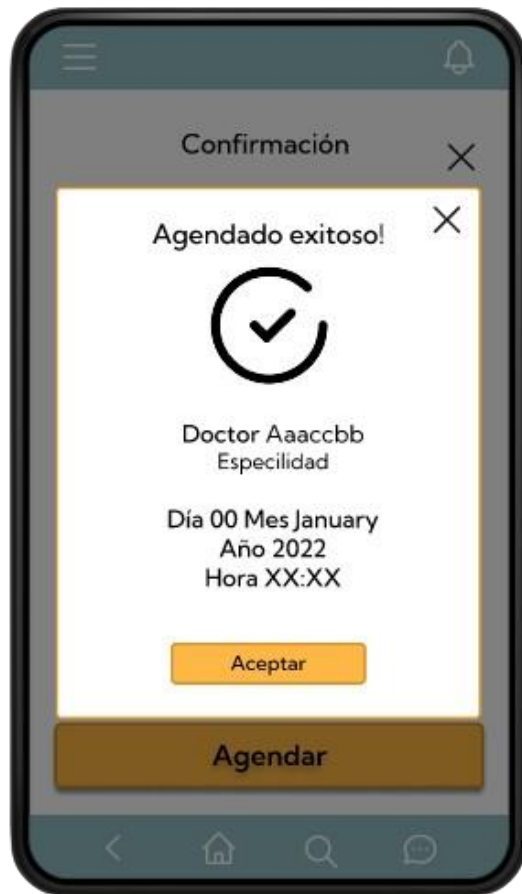 Confirmación
Agendado exitoso!
Doctor Aaaccbb
Especilidad
Día 00 Mes January
Año 2022
Hora XX:XX
Aceptar
Agendar